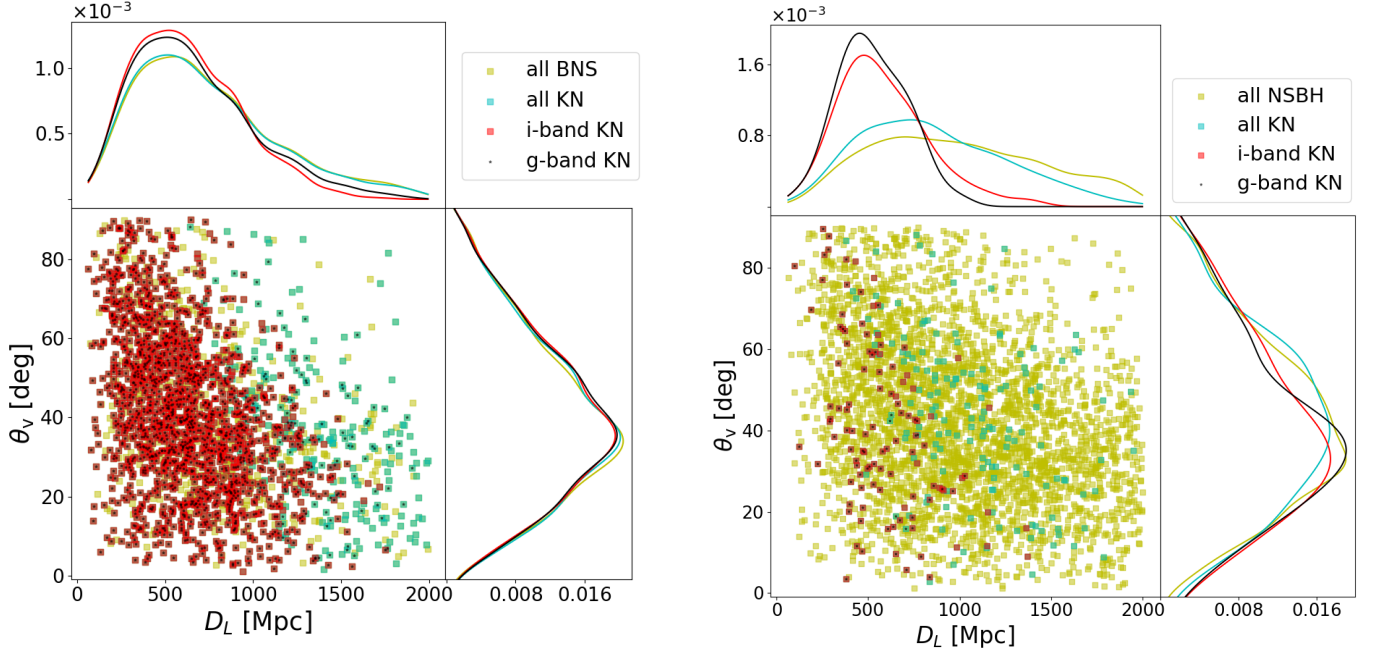 ×10⁻³
1.0
0.5
all BNS
all KN
i-band KN
g-band KN
80
60
40
20
0
θᵥ [deg]
0
500
1000
1500
2000
D_L [Mpc]
0.008
0.016
×10⁻³
1.6
0.8
all NSBH
all KN
i-band KN
g-band KN
80
60
40
20
0
θᵥ [deg]
0
500
1000
1500
2000
D_L [Mpc]
0.008
0.016